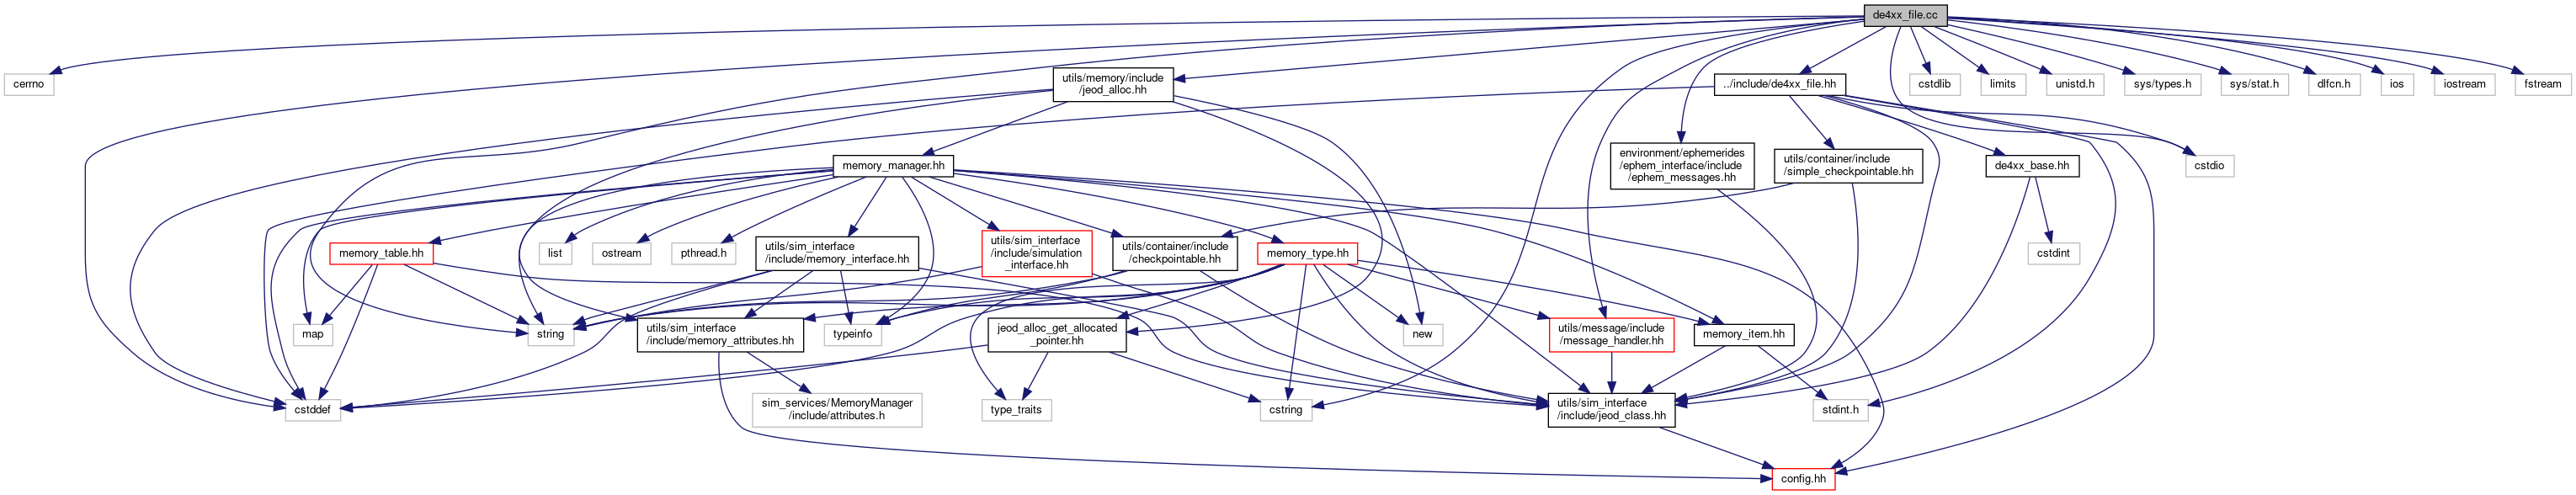 de4xx_file.cc
cerrno
utils/memory/include
/jeod_alloc.hh
../include/de4xx_file.hh
cstdlib
limits
unistd.h
sys/types.h
sys/stat.h
dlfcn.h
ios
iostream
fstream
memory_manager.hh
environment/ephemerides
/ephem_interface/include
/ephem_messages.hh
utils/container/include
/simple_checkpointable.hh
de4xx_base.hh
cstdio
memory_table.hh
list
ostream
pthread.h
utils/sim_interface
/include/memory_interface.hh
utils/sim_interface
/include/simulation
_interface.hh
utils/container/include
/checkpointable.hh
memory_type.hh
cstdint
map
string
utils/sim_interface
/include/memory_attributes.hh
typeinfo
jeod_alloc_get_allocated
_pointer.hh
new
utils/message/include
/message_handler.hh
memory_item.hh
cstddef
sim_services/MemoryManager
/include/attributes.h
type_traits
cstring
utils/sim_interface
/include/jeod_class.hh
stdint.h
config.hh